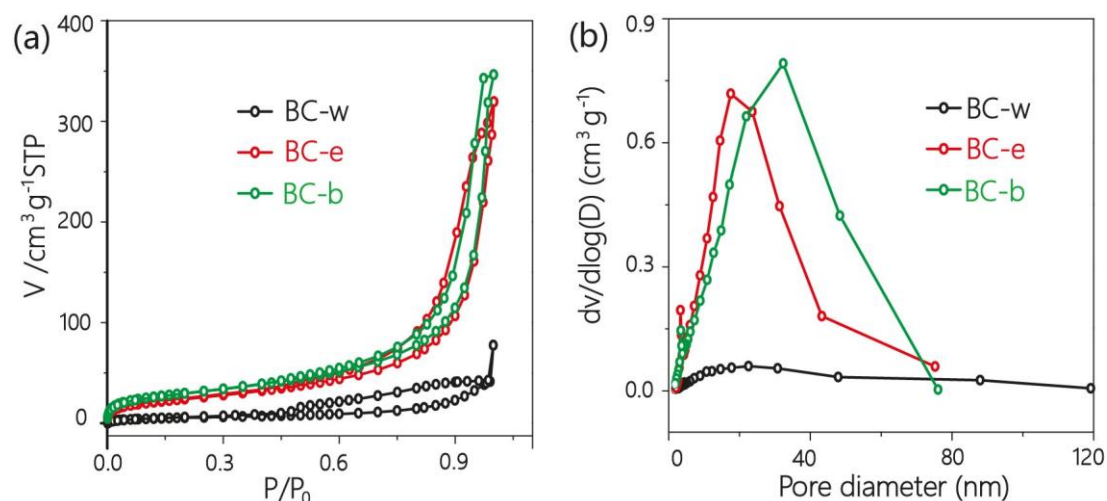 (a)
400
300
200
100
0
V /cm³g⁻¹STP
BC-w
BC-e
BC-b
0.0 0.3 0.6 0.9
P/P₀
(b)
0.9
0.6
0.3
0.0
dv/dlog(D) (cm³g⁻¹)
BC-w
BC-e
BC-b
0 40 80 120
Pore diameter (nm)